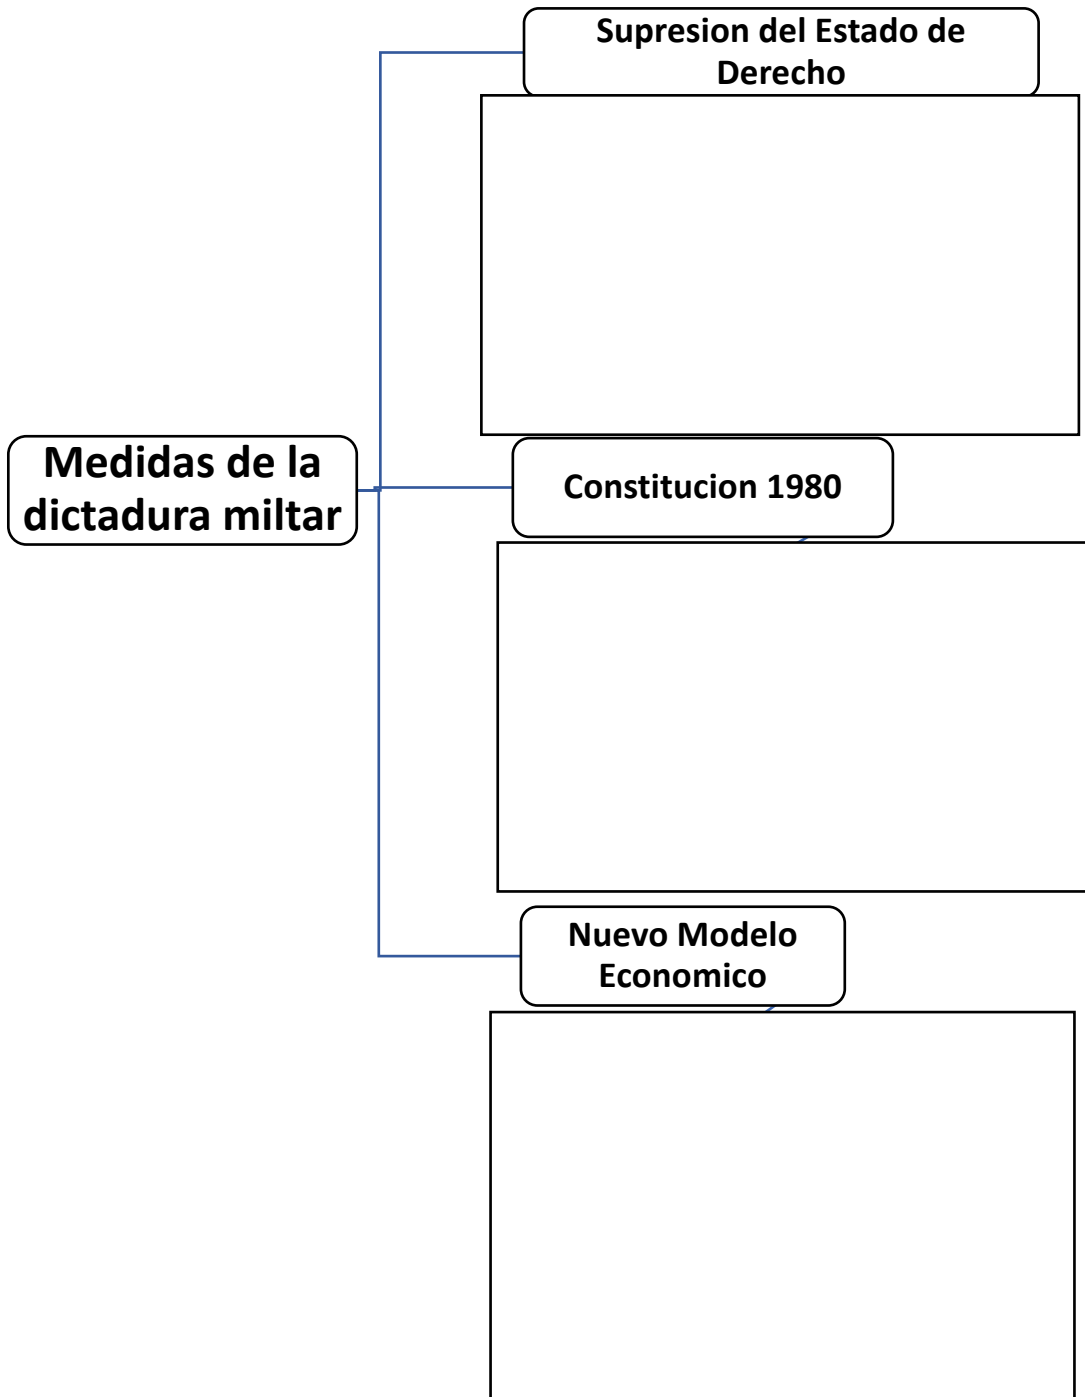 Supresion del Estado de
Derecho
Medidas de la
dictadura miltar
Constitucion 1980
Nuevo Modelo
Economico